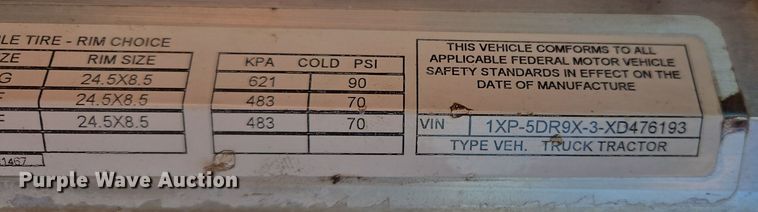 LE TIRE - RIM CHOICE
ZE RIM SIZE
G 24.5X8.5
F 24.5X8.5
F 24.5X8.5
1467
KPA COLD PSI
621 90
483 70
483 70
THIS VEHICLE COMFORMS TO ALL
APPLICABLE FEDERAL MOTOR VEHICLE
SAFETY STANDARDS IN EFFECT ON THE
DATE OF MANUFACTURE
VIN 1XP-5DR9X-3-XD476193
TYPE VEH. TRUCK TRACTOR
Purple Wave Auction